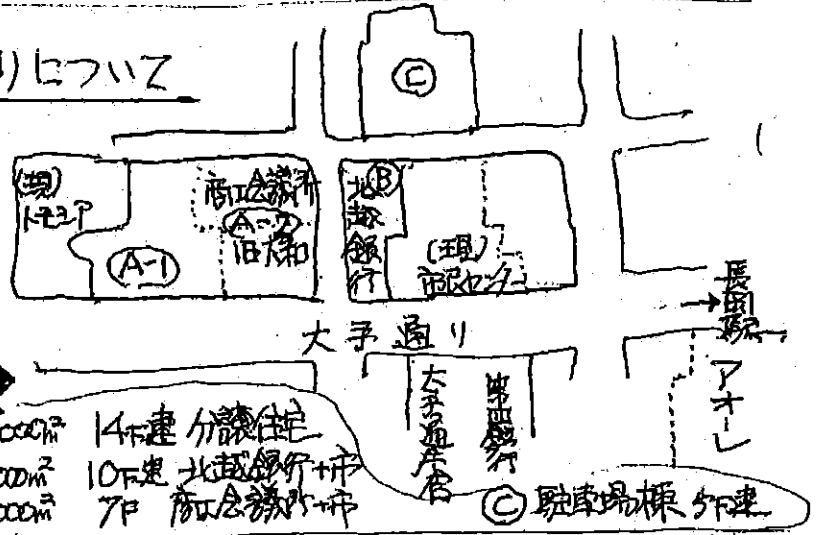 りについて
Ⓒ
(現)
トモシア
商工会議所
(A-2)
旧大和
(A-1)
Ⓑ
北越銀行
(現)
市民センター
大手通り
→長岡駅
アオーレ
大手通庁舎
第四銀行
000m² 14F建 分譲住宅
000m² 10F建 北越銀行+市
000m² 7F 商工会議所+市
Ⓒ 駐車場棟 5F建